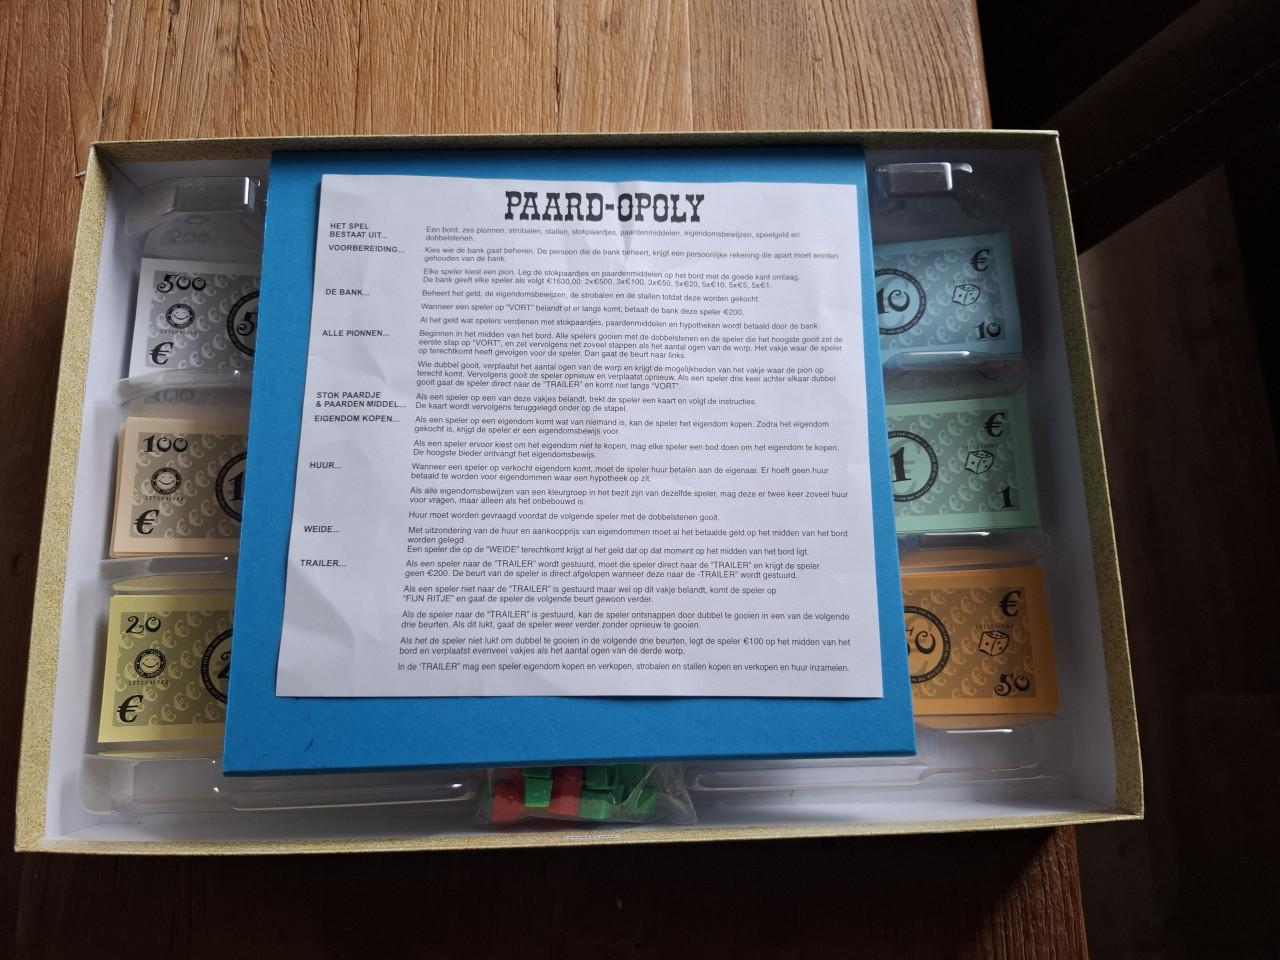 PAARD-OPOLY
HET SPEL
BESTAAT UIT...
Een bord, zes pionnen, strobalen, stallen, stokpaardjes, paardenmiddelen, eigendomsbewijzen, speelgeld en
dobbelstenen.
VOORBEREIDING...
Kies wie de bank gaat beheren. De persoon die de bank beheert, krijgt een persoonlijke rekening die apart moet worden
gehouden van de bank.
Elke speler kiest een pion. Leg de stokpaardjes en paardenmiddelen op het bord met de goede kant omlaag.
De bank geeft elke speler als volgt €1630,00: 2x€500, 3x€100, 3x€50, 5x€20, 5x€10, 5x€5, 5x€1.
DE BANK...
Beheert het geld, de eigendomsbewijzen, de strobalen en de stallen totdat deze worden gekocht.
Wanneer een speler op "VORT" belandt of er langs komt, betaalt de bank deze speler €200.
Al het geld wat spelers verdienen met stokpaardjes, paardenmiddelen en hypotheken wordt betaald door de bank.
ALLE PIONNEN...
Beginnen in het midden van het bord. Alle spelers gooien met de dobbelstenen en de speler die het hoogste gooit zet de
eerste stap op "VORT", en zet vervolgens net zoveel stappen als het aantal ogen van de worp. Het vakje waar de speler
op terechtkomt heeft gevolgen voor de speler. Dan gaat de beurt naar links.
Wie dubbel gooit, verplaatst het aantal ogen van de worp en krijgt de mogelijkheden van het vakje waar de pion op
terecht komt. Vervolgens gooit de speler opnieuw en verplaatst opnieuw. Als een speler drie keer achter elkaar dubbel
gooit gaat de speler direct naar de "TRAILER" en komt niet langs "VORT".
STOK PAARDJE
& PAARDEN MIDDEL...
Als een speler op een van deze vakjes belandt, trekt de speler een kaart en volgt de instructies.
De kaart wordt vervolgens teruggelegd onder op de stapel.
EIGENDOM KOPEN...
Als een speler op een eigendom komt wat van niemand is, kan de speler het eigendom kopen. Zodra het eigendom
gekocht is, krijgt de speler er een eigendomsbewijs voor.
Als een speler ervoor kiest om het eigendom niet te kopen, mag elke speler een bod doen om het eigendom te kopen.
De hoogste bieder ontvangt het eigendomsbewijs.
HUUR...
Wanneer een speler op verkocht eigendom komt, moet de speler huur betalen aan de eigenaar. Er hoeft geen huur
betaald te worden voor eigendommen waar een hypotheek op zit.
Als alle eigendomsbewijzen van een kleurgroep in het bezit zijn van dezelfde speler, mag deze er twee keer zoveel huur
voor vragen, maar alleen als het onbebouwd is.
Huur moet worden gevraagd voordat de volgende speler met de dobbelstenen gooit.
WEIDE...
Met uitzondering van de huur en aankoopprijs van eigendommen moet al het betaalde geld op het midden van het bord
worden gelegd.
Een speler die op de "WEIDE" terechtkomt krijgt al het geld dat op dat moment op het midden van het bord ligt.
TRAILER...
Als een speler naar de "TRAILER" wordt gestuurd, moet die speler direct naar de "TRAILER" en krijgt de speler
geen €200. De beurt van de speler is direct afgelopen wanneer deze naar de -TRAILER" wordt gestuurd.
Als een speler niet naar de "TRAILER" is gestuurd maar wel op dit vakje belandt, komt de speler op
"FIJN RITJE" en gaat de speler de volgende beurt gewoon verder.
Als de speler naar de "TRAILER" is gestuurd, kan de speler ontsnappen door dubbel te gooien in een van de volgende
drie beurten. Als dit lukt, gaat de speler weer verder zonder opnieuw te gooien.
Als het de speler niet lukt om dubbel te gooien in de volgende drie beurten, legt de speler €100 op het midden van het
bord en verplaatst evenveel vakjes als het aantal ogen van de derde worp.
In de 'TRAILER" mag een speler eigendom kopen en verkopen, strobalen en stallen kopen en verkopen en huur inzamelen.
500
€
100
€
20
€
€
10
10
€
1
1
€
50